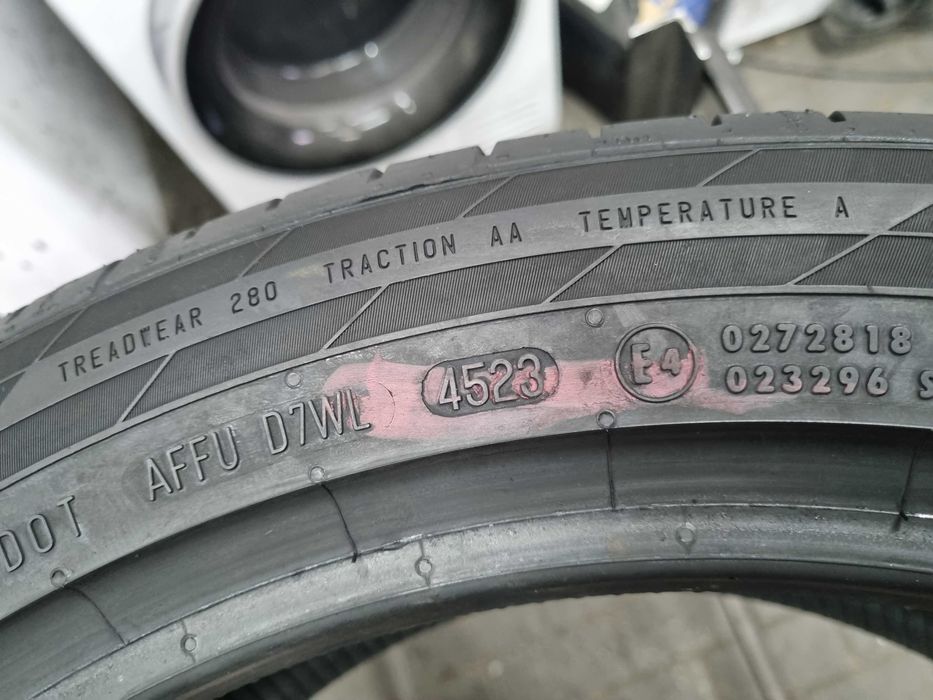 TREADWEAR 280 TRACTION AA TEMPERATURE A
DOT AFFU D7WL 4523 E4 0272818
023296 S